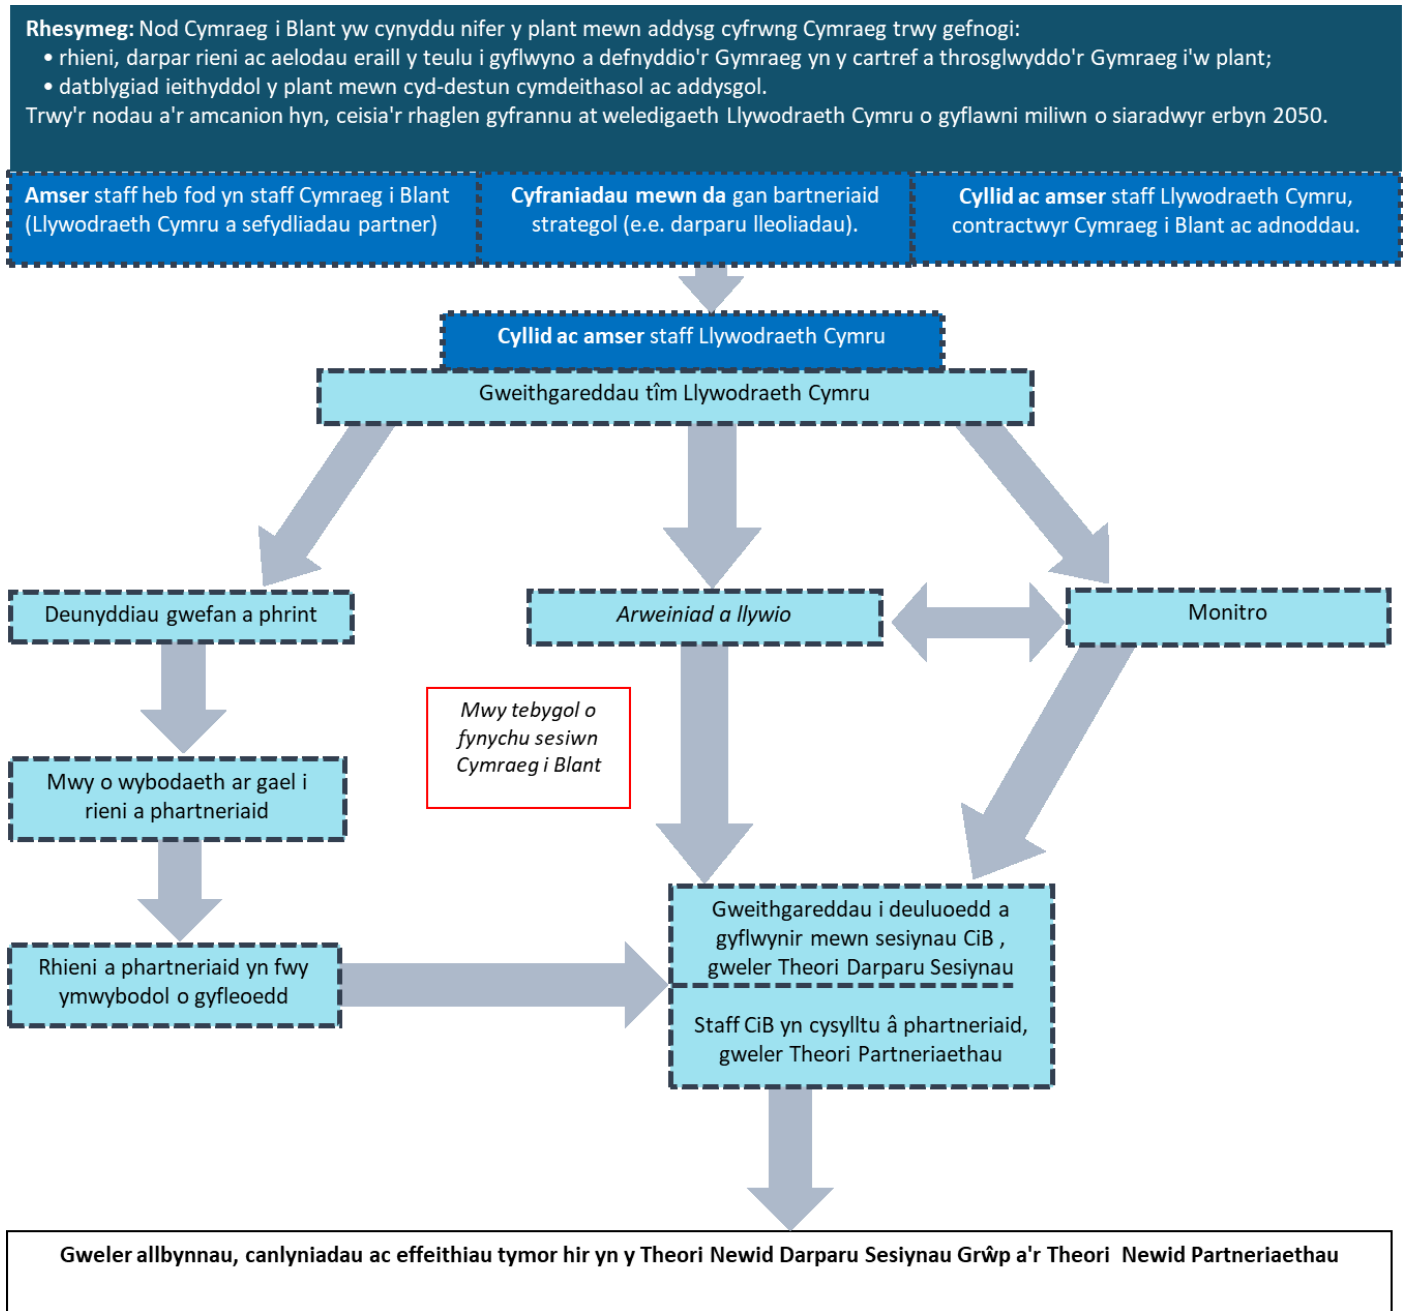 Rhesymeg: Nod Cymraeg i Blant yw cynyddu nifer y plant mewn addysg cyfrwng Cymraeg trwy gefnogi:
• rhieni, darpar rieni ac aelodau eraill y teulu i gyflwyno a defnyddio'r Gymraeg yn y cartref a throsglwyddo'r Gymraeg i'w plant;
• datblygiad ieithyddol y plant mewn cyd-destun cymdeithasol ac addysgol.
Trwy'r nodau a'r amcanion hyn, ceisia'r rhaglen gyfrannu at weledigaeth Llywodraeth Cymru o gyflawni miliwn o siaradwyr erbyn 2050.
Amser staff heb fod yn staff Cymraeg i Blant
(Llywodraeth Cymru a sefydliadau partner)
Cyfraniadau mewn da gan bartneriaid
strategol (e.e. darparu lleoliadau).
Cyllid ac amser staff Llywodraeth Cymru,
contractwyr Cymraeg i Blant ac adnoddau.
Cyllid ac amser staff Llywodraeth Cymru
Gweithgareddau tîm Llywodraeth Cymru
Deunyddiau gwefan a phrint
Arweiniad a llywio
Monitro
Mwy tebygol o
fynychu sesiwn
Cymraeg i Blant
Mwy o wybodaeth ar gael i
rieni a phartneriaid
Rhieni a phartneriaid yn fwy
ymwybodol o gyfleoedd
Gweithgareddau i deuluoedd a
gyflwynir mewn sesiynau CiB ,
gweler Theori Darparu Sesiynau
Staff CiB yn cysylltu â phartneriaid,
gweler Theori Partneriaethau
Gweler allbynnau, canlyniadau ac effeithiau tymor hir yn y Theori Newid Darparu Sesiynau Grŵp a'r Theori Newid Partneriaethau